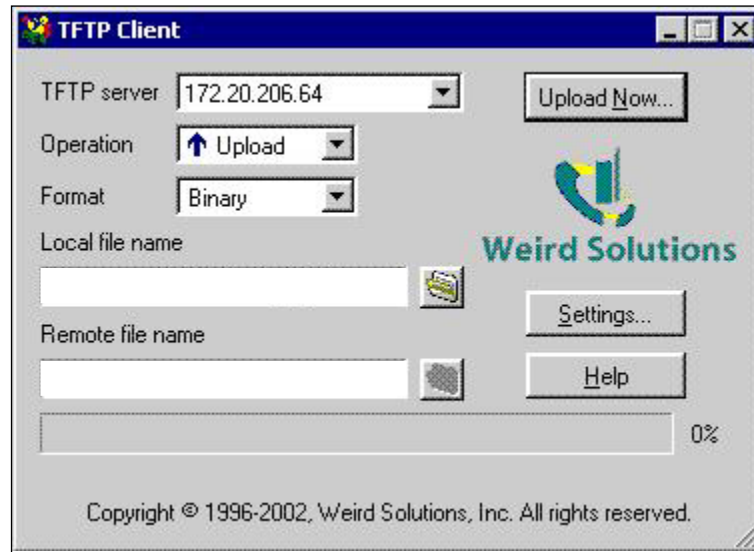 TFTP Client
TFTP server 172.20.206.64 Upload Now...
Operation Upload
Format Binary
Local file name
Weird Solutions
Settings...
Remote file name
Help
0%
Copyright © 1996-2002, Weird Solutions, Inc. All rights reserved.